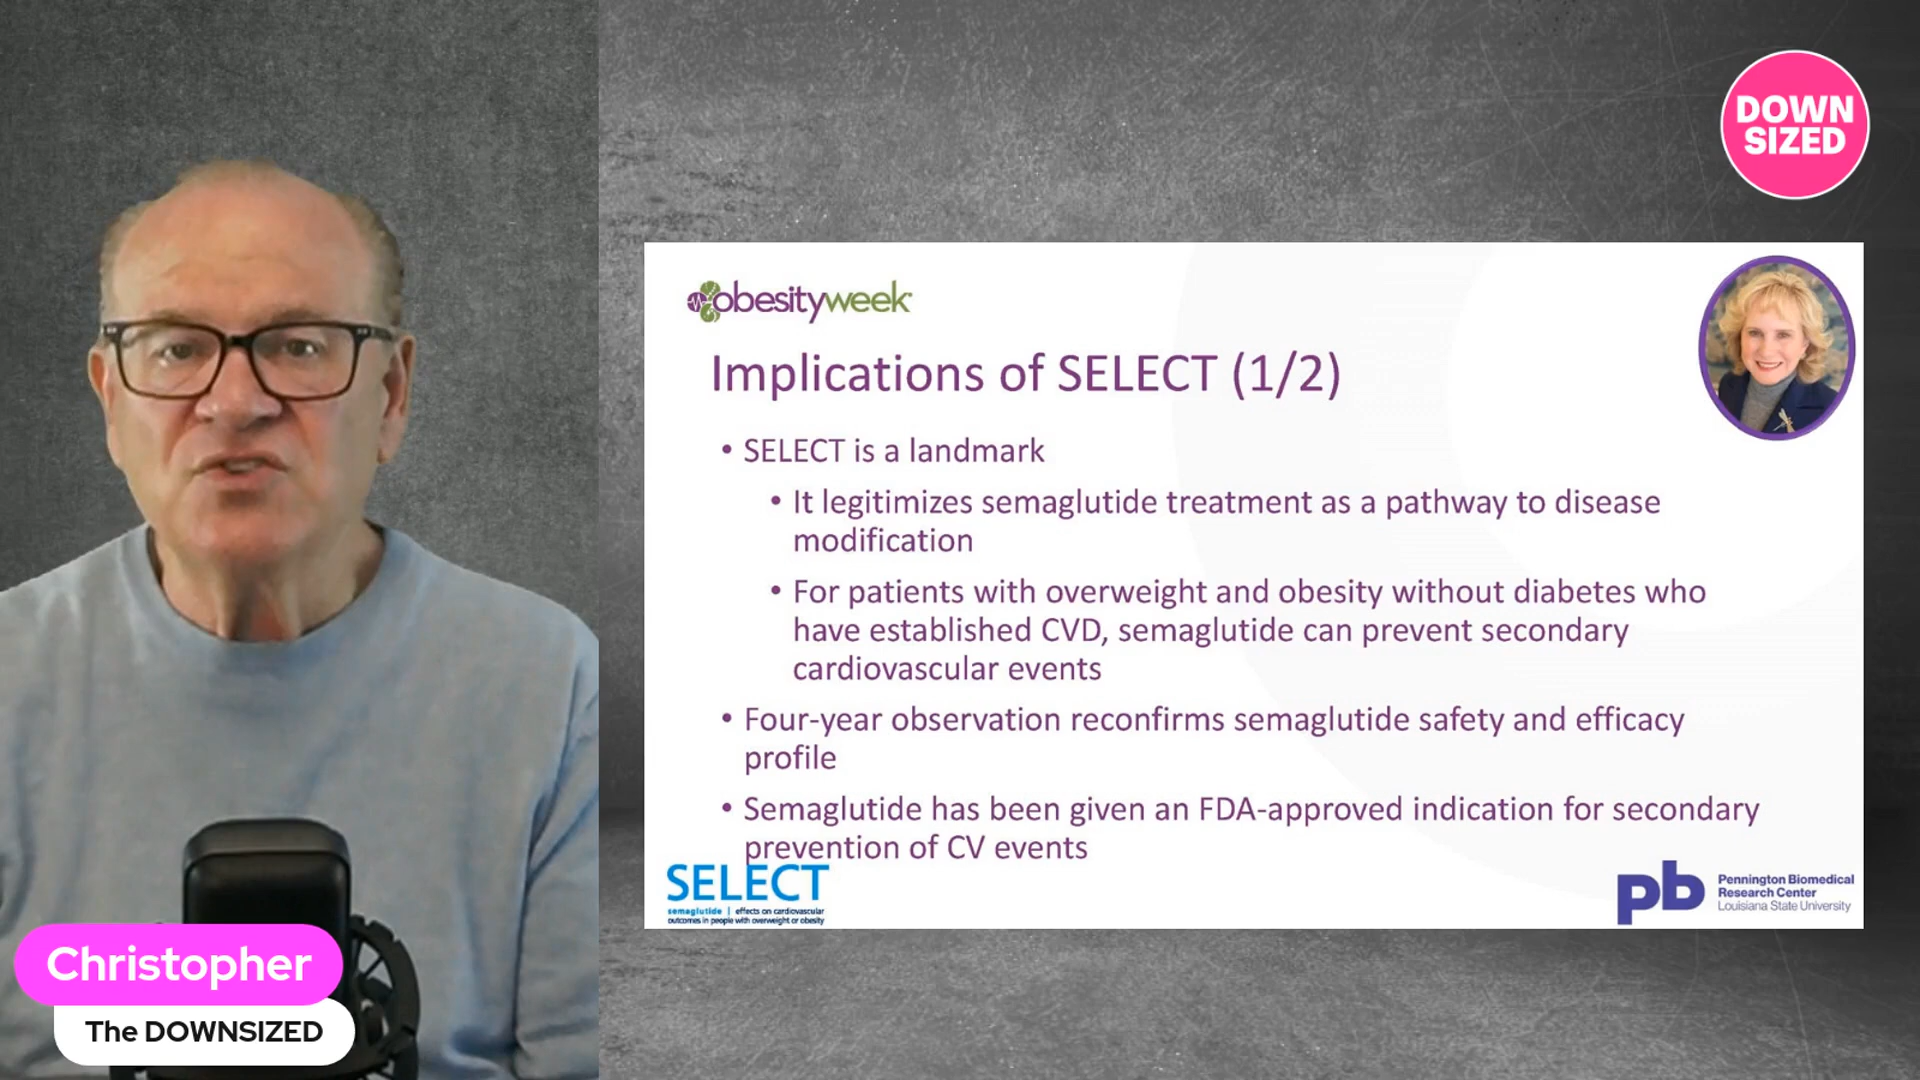 DOWN
SIZED
obesityweek
Implications of SELECT (1/2)
• SELECT is a landmark
• It legitimizes semaglutide treatment as a pathway to disease
modification
• For patients with overweight and obesity without diabetes who
have established CVD, semaglutide can prevent secondary
cardiovascular events
• Four-year observation reconfirms semaglutide safety and efficacy
profile
• Semaglutide has been given an FDA-approved indication for secondary
prevention of CV events
SELECT
semaglutide | effects on cardiovascular
outcomes in people with overweight or obesity
pb
Pennington Biomedical
Research Center
Louisiana State University
Christopher
The DOWNSIZED